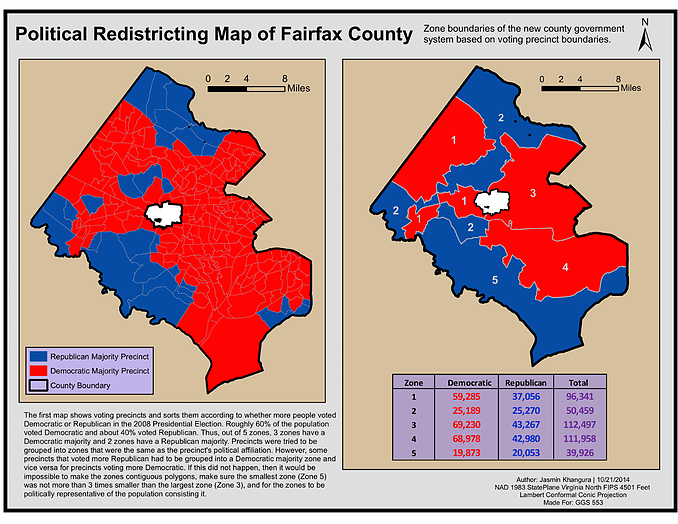 Political Redistricting Map of Fairfax County
Zone boundaries of the new county government
system based on voting precinct boundaries.
N
0 2 4 8
Miles
Republican Majority Precinct
Democratic Majority Precinct
County Boundary
The first map shows voting precincts and sorts them according to whether more people voted
Democratic or Republican in the 2008 Presidential Election. Roughly 60% of the population
voted Democratic and about 40% voted Republican. Thus, out of 5 zones, 3 zones have a
Democratic majority and 2 zones have a Republican majority. Precincts were tried to be
grouped into zones that were the same as the precinct's political affiliation. However, some
precincts that voted more Republican had to be grouped into a Democratic majority zone and
vice versa for precincts voting more Democratic. If this did not happen, then it would be
impossible to make the zones contiguous polygons, make sure the smallest zone (Zone 5)
was not more than 3 times smaller than the largest zone (Zone 3), and for the zones to be
politically representative of the population consisting it.
0 2 4 8
Miles
2
1
3
1
2
1
2
4
5
Zone Democratic Republican Total
1 59,285 37,056 96,341
2 25,189 25,270 50,459
3 69,230 43,267 112,497
4 68,978 42,980 111,958
5 19,873 20,053 39,926
Author: Jasmin Khangura | 10/21/2014
NAD 1983 StatePlane Virginia North FIPS 4501 Feet
Lambert Conformal Conic Projection
Made For: GGS 553